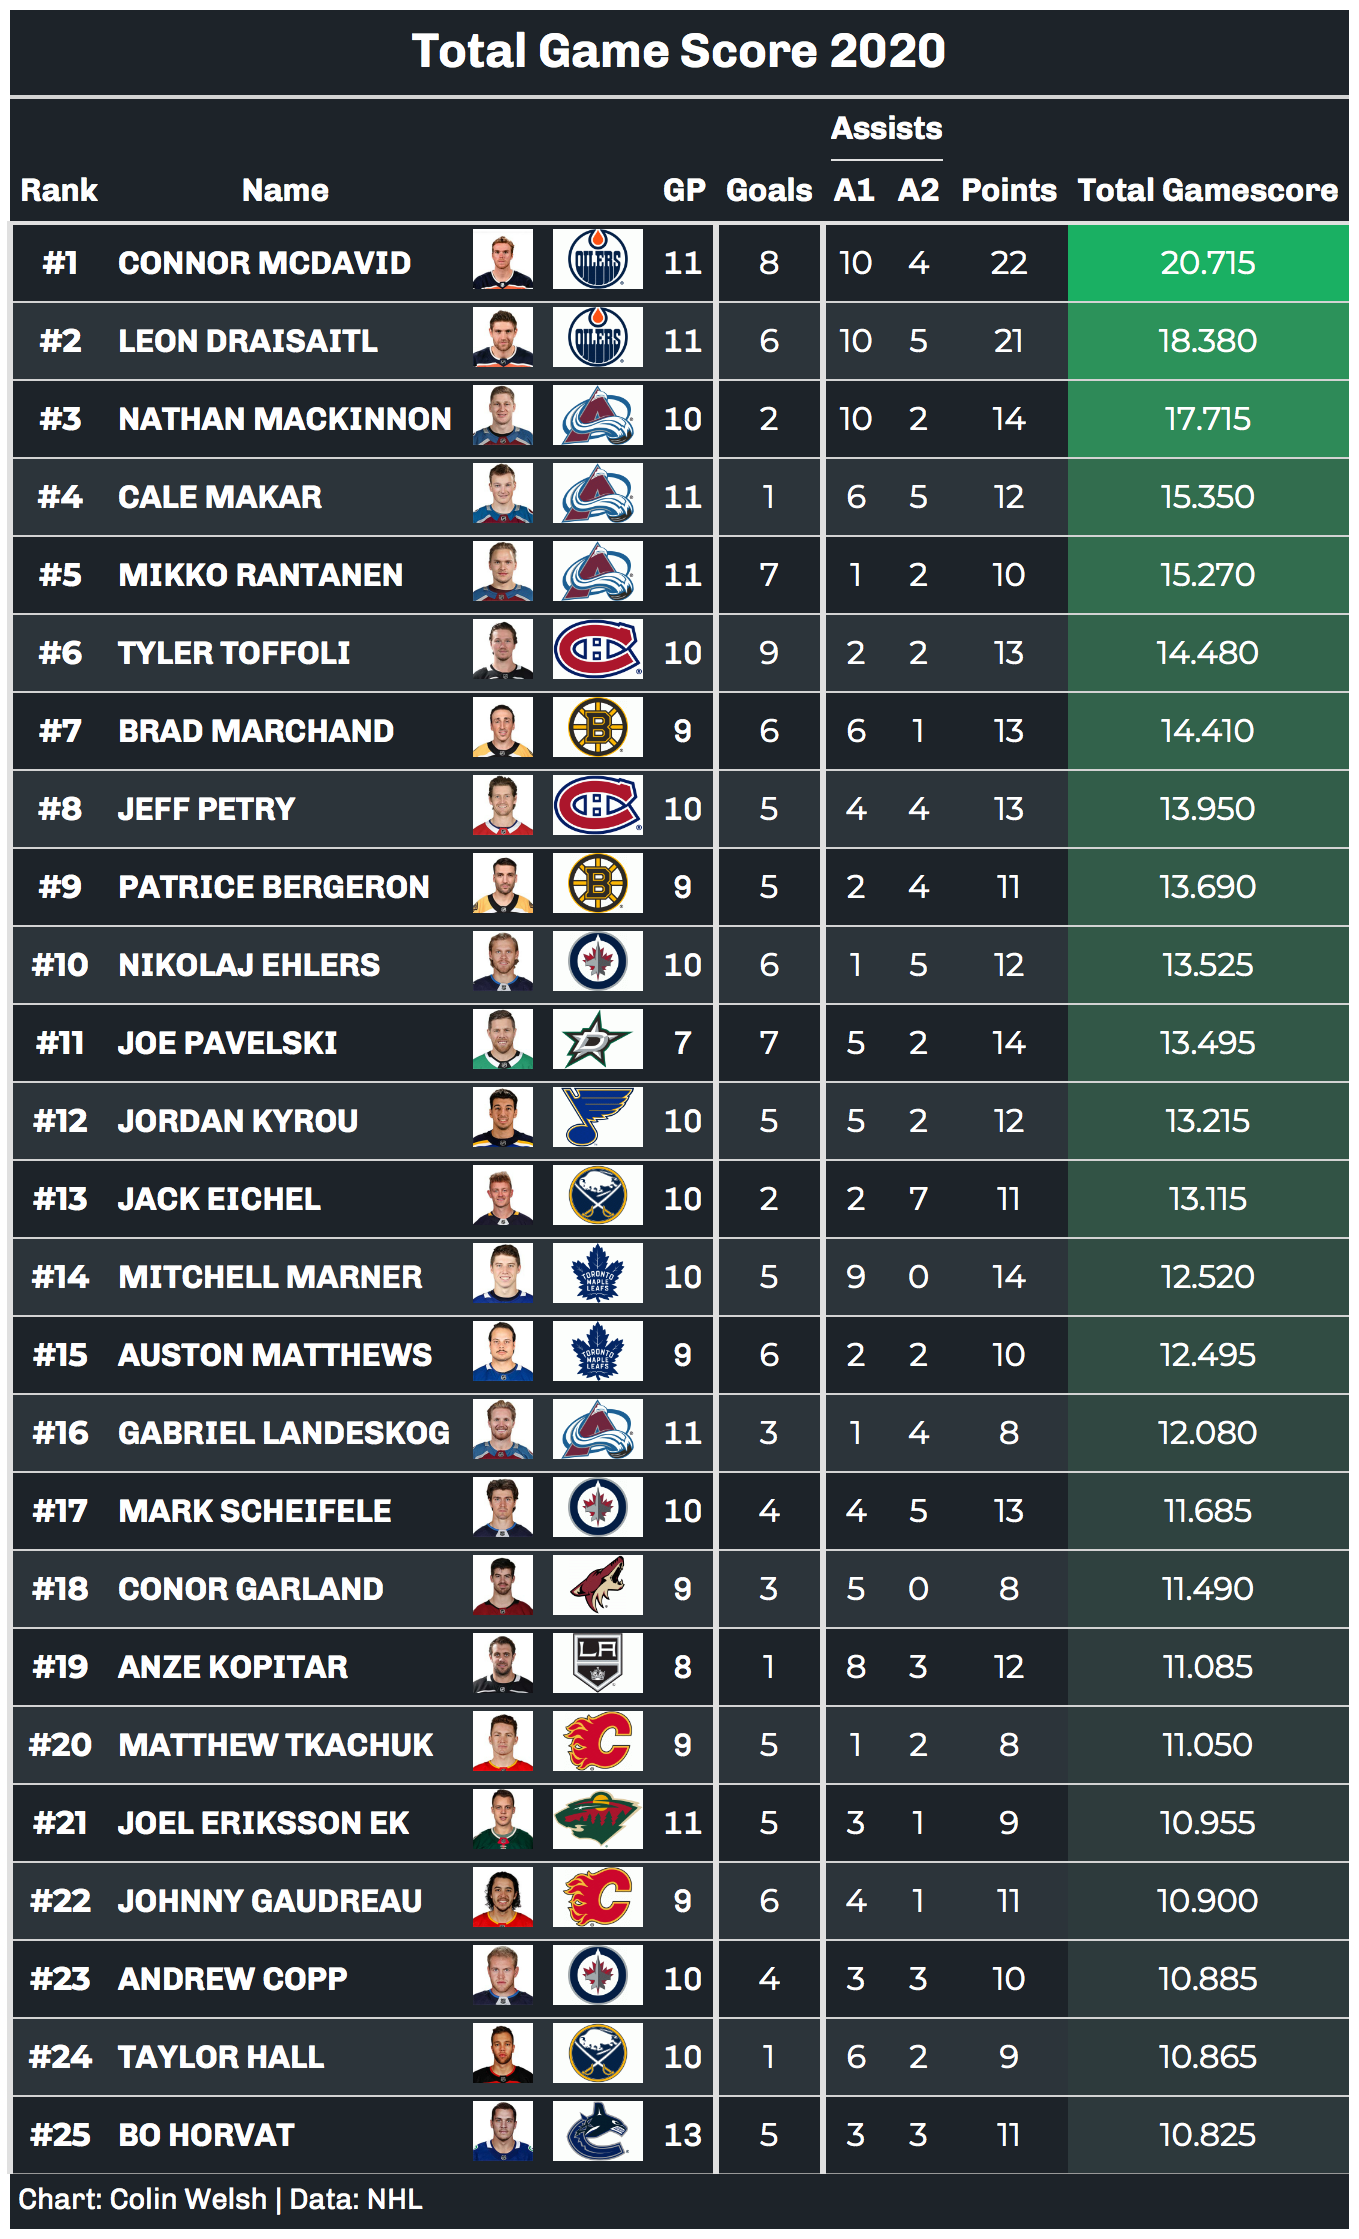 Total Game Score 2020
Assists
Rank Name GP Goals A1 A2 Points Total Gamescore
#1 CONNOR MCDAVID OILERS 11 8 10 4 22 20.715
#2 LEON DRAISAITL OILERS 11 6 10 5 21 18.380
#3 NATHAN MACKINNON 10 2 10 2 14 17.715
#4 CALE MAKAR 11 1 6 5 12 15.350
#5 MIKKO RANTANEN 11 7 1 2 10 15.270
#6 TYLER TOFFOLI 10 9 2 2 13 14.480
#7 BRAD MARCHAND B 9 6 6 1 13 14.410
#8 JEFF PETRY 10 5 4 4 13 13.950
#9 PATRICE BERGERON B 9 5 2 4 11 13.690
#10 NIKOLAJ EHLERS 10 6 1 5 12 13.525
#11 JOE PAVELSKI D 7 7 5 2 14 13.495
#12 JORDAN KYROU 10 5 5 2 12 13.215
#13 JACK EICHEL 10 2 2 7 11 13.115
#14 MITCHELL MARNER TORONTO MAPLE LEAFS 10 5 9 0 14 12.520
#15 AUSTON MATTHEWS TORONTO MAPLE LEAFS 9 6 2 2 10 12.495
#16 GABRIEL LANDESKOG 11 3 1 4 8 12.080
#17 MARK SCHEIFELE 10 4 4 5 13 11.685
#18 CONOR GARLAND 9 3 5 0 8 11.490
#19 ANZE KOPITAR LA 8 1 8 3 12 11.085
#20 MATTHEW TKACHUK C 9 5 1 2 8 11.050
#21 JOEL ERIKSSON EK 11 5 3 1 9 10.955
#22 JOHNNY GAUDREAU C 9 6 4 1 11 10.900
#23 ANDREW COPP 10 4 3 3 10 10.885
#24 TAYLOR HALL 10 1 6 2 9 10.865
#25 BO HORVAT 13 5 3 3 11 10.825
Chart: Colin Welsh | Data: NHL